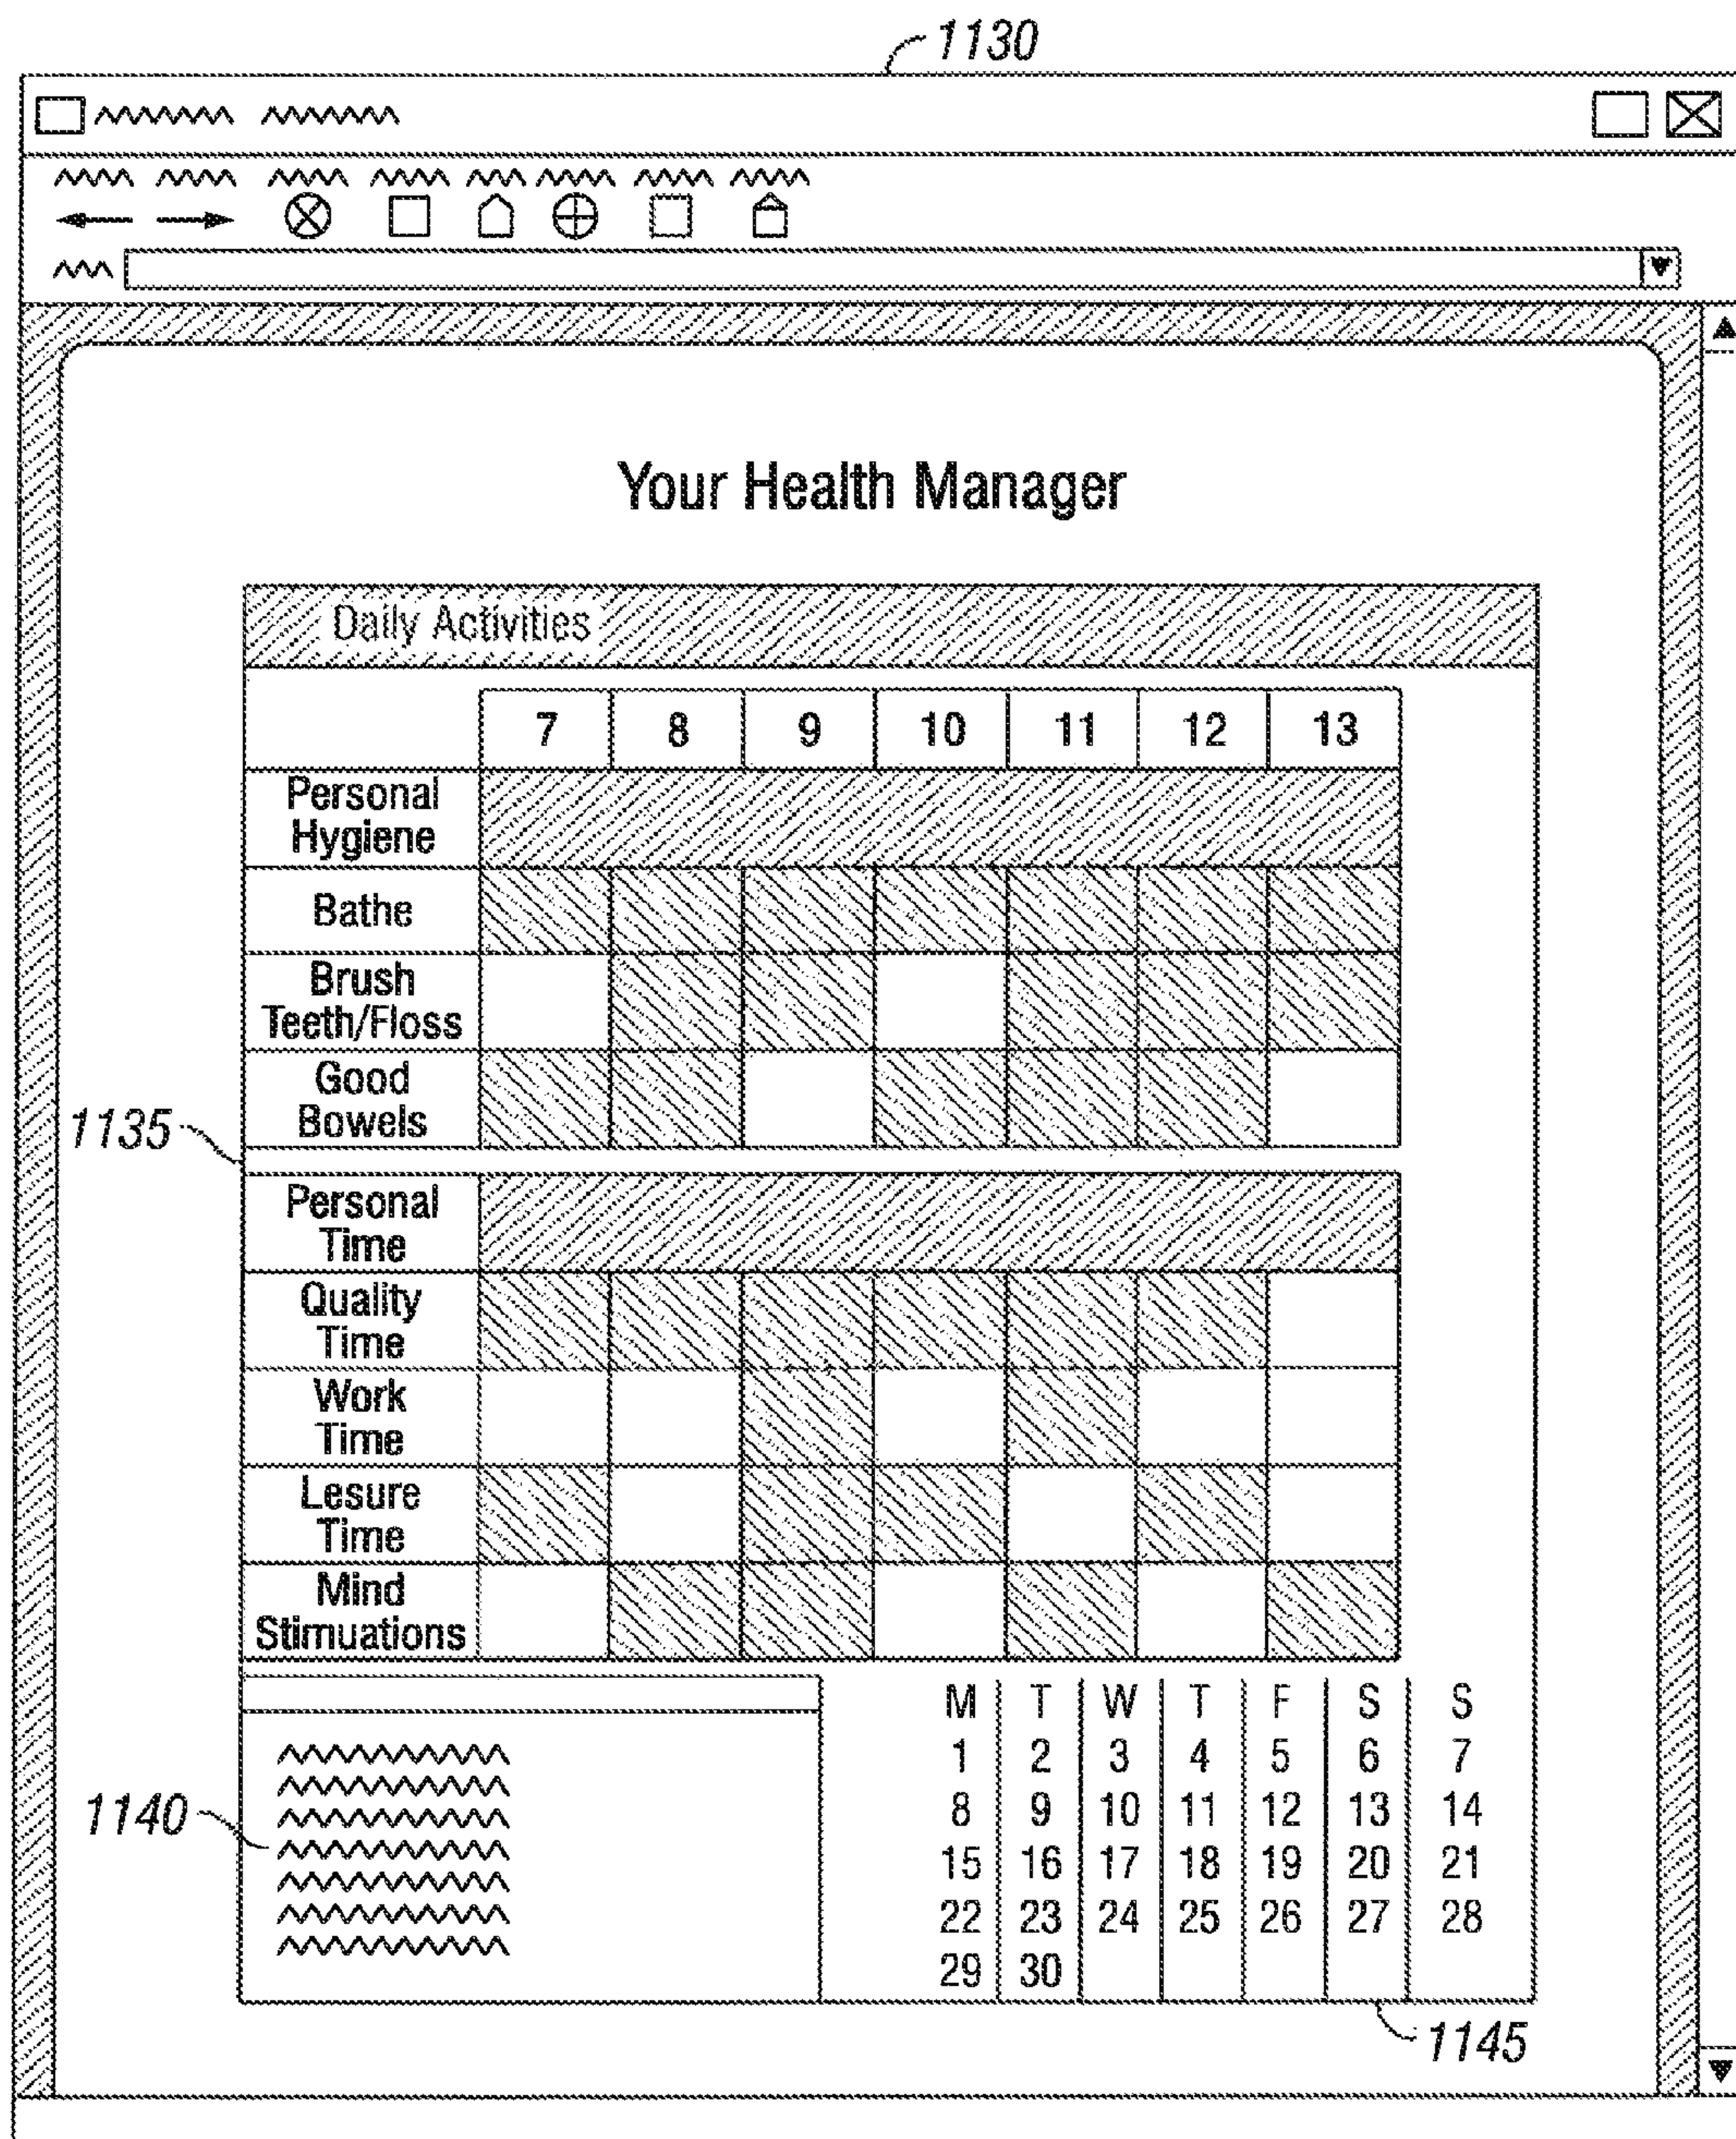 1130
Your Health Manager
Daily Activities
7 8 9 10 11 12 13
Personal
Hygiene
Bathe
Brush
Teeth/Floss
Good
Bowels
1135
Personal
Time
Quality
Time
Work
Time
Lesure
Time
Mind
Stimuations
M T W T F S S
1 2 3 4 5 6 7
8 9 10 11 12 13 14
15 16 17 18 19 20 21
22 23 24 25 26 27 28
29 30
1140
1145